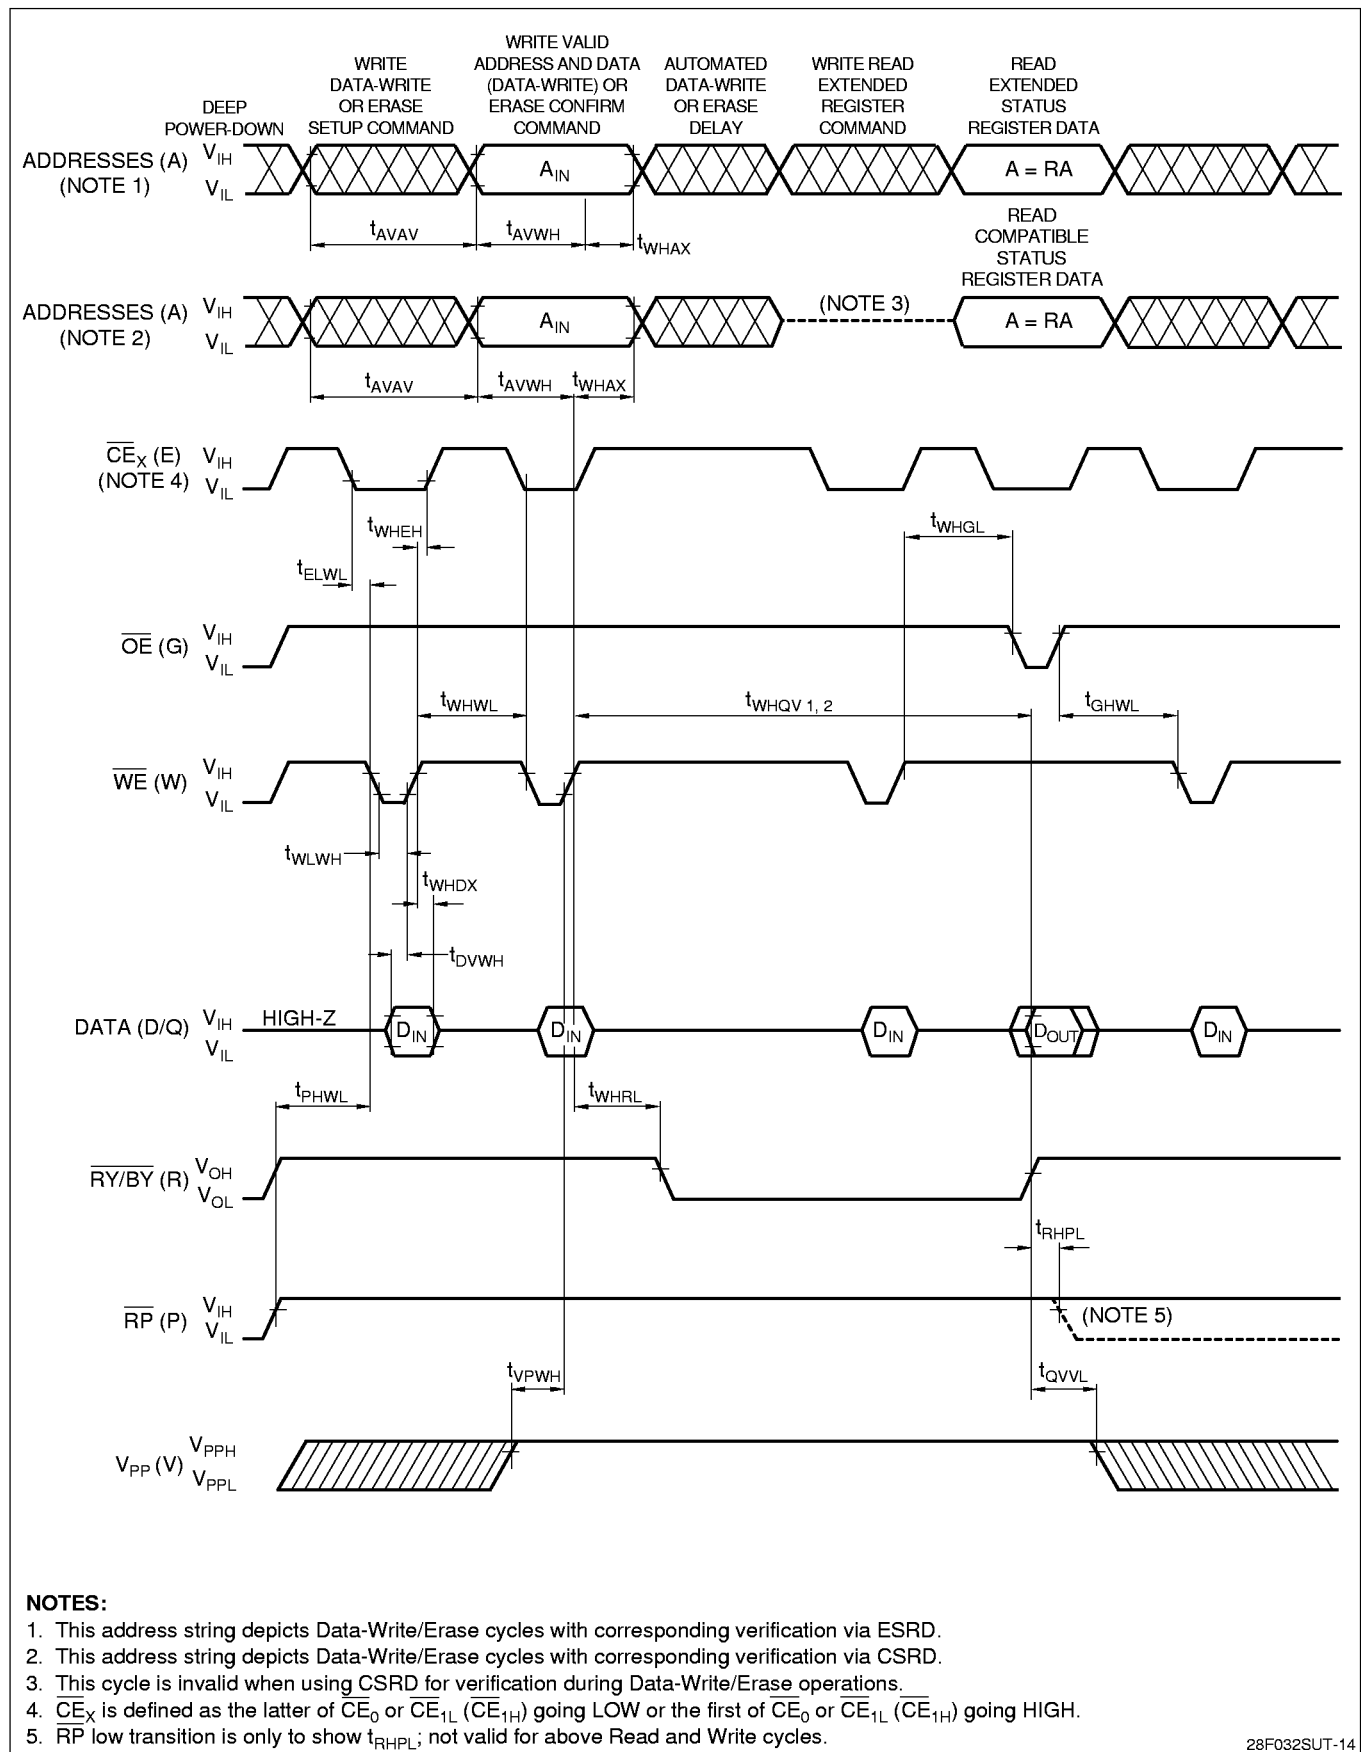 DEEP
POWER-DOWN
WRITE
DATA-WRITE
OR ERASE
SETUP COMMAND
WRITE VALID
ADDRESS AND DATA
(DATA-WRITE) OR
ERASE CONFIRM
COMMAND
AUTOMATED
DATA-WRITE
OR ERASE
DELAY
WRITE READ
EXTENDED
REGISTER
COMMAND
READ
EXTENDED
STATUS
REGISTER DATA
ADDRESSES (A)
(NOTE 1)
VIH
VIL
AIN
A = RA
tAVAV
tAVWH
tWHAX
READ
COMPATIBLE
STATUS
REGISTER DATA
ADDRESSES (A)
(NOTE 2)
VIH
VIL
AIN
(NOTE 3)
A = RA
tAVAV
tAVWH
tWHAX
CEX (E)
(NOTE 4)
VIH
VIL
tWHEH
tWHGL
tELWL
OE (G)
VIH
VIL
tWHWL
tWHQV 1, 2
tGHWL
WE (W)
VIH
VIL
tWLWH
tWHDX
tDVWH
DATA (D/Q)
VIH
VIL
HIGH-Z
DIN
DIN
DIN
DOUT
DIN
tPHWL
tWHRL
RY/BY (R)
VOH
VOL
tRHPL
RP (P)
VIH
VIL
(NOTE 5)
tVPWH
tQVVL
VPP (V)
VPPH
VPPL
NOTES:
1. This address string depicts Data-Write/Erase cycles with corresponding verification via ESRD.
2. This address string depicts Data-Write/Erase cycles with corresponding verification via CSRD.
3. This cycle is invalid when using CSRD for verification during Data-Write/Erase operations.
4. CEX is defined as the latter of CE0 or CE1L (CE1H) going LOW or the first of CE0 or CE1L (CE1H) going HIGH.
5. RP low transition is only to show tRHPL; not valid for above Read and Write cycles.
28F032SUT-14